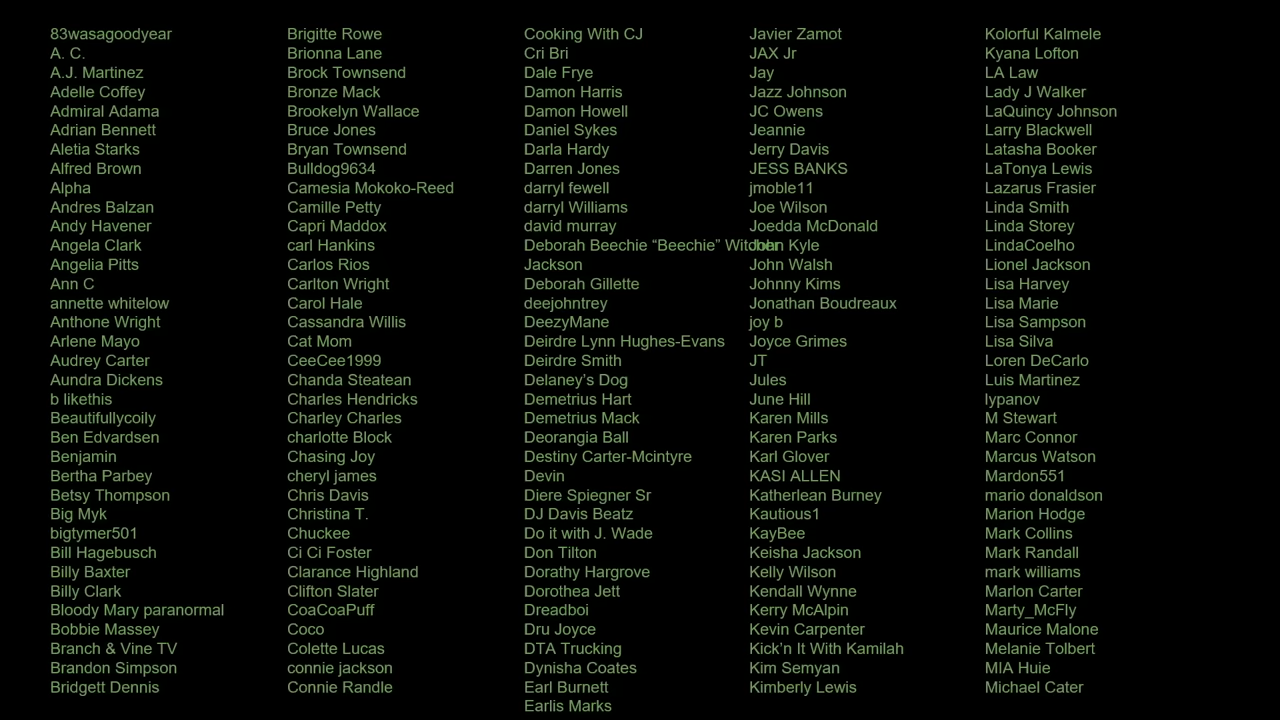 83wasagoodyear
A. C.
A.J. Martinez
Adelle Coffey
Admiral Adama
Adrian Bennett
Aletia Starks
Alfred Brown
Alpha
Andres Balzan
Andy Havener
Angela Clark
Angelia Pitts
Ann C
annette whitelow
Anthone Wright
Arlene Mayo
Audrey Carter
Aundra Dickens
b likethis
Beautifullycoily
Ben Edvardsen
Benjamin
Bertha Parbey
Betsy Thompson
Big Myk
bigtymer501
Bill Hagebusch
Billy Baxter
Billy Clark
Bloody Mary paranormal
Bobbie Massey
Branch & Vine TV
Brandon Simpson
Bridgett Dennis
Brigitte Rowe
Brionna Lane
Brock Townsend
Bronze Mack
Brookelyn Wallace
Bruce Jones
Bryan Townsend
Bulldog9634
Camesia Mokoko-Reed
Camille Petty
Capri Maddox
carl Hankins
Carlos Rios
Carlton Wright
Carol Hale
Cassandra Willis
Cat Mom
CeeCee1999
Chanda Steatean
Charles Hendricks
Charley Charles
charlotte Block
Chasing Joy
cheryl james
Chris Davis
Christina T.
Chuckee
Ci Ci Foster
Clarance Highland
Clifton Slater
CoaCoaPuff
Coco
Colette Lucas
connie jackson
Connie Randle
Cooking With CJ
Cri Bri
Dale Frye
Damon Harris
Damon Howell
Daniel Sykes
Darla Hardy
Darren Jones
darryl fewell
darryl Williams
david murray
Deborah Beechie “Beechie”
Jackson
Deborah Gillette
deejohntrey
DeezyMane
Deirdre Lynn Hughes-Evans
Deirdre Smith
Delaney’s Dog
Demetrius Hart
Demetrius Mack
Deorangia Ball
Destiny Carter-Mcintyre
Devin
Diere Spiegner Sr
DJ Davis Beatz
Do it with J. Wade
Don Tilton
Dorathy Hargrove
Dorothea Jett
Dreadboi
Dru Joyce
DTA Trucking
Dynisha Coates
Earl Burnett
Earlis Marks
Javier Zamot
JAX Jr
Jay
Jazz Johnson
JC Owens
Jeannie
Jerry Davis
JESS BANKS
jmoble11
Joe Wilson
Joedda McDonald
John Kyle
John Walsh
Johnny Kims
Jonathan Boudreaux
joy b
Joyce Grimes
JT
Jules
June Hill
Karen Mills
Karen Parks
Karl Glover
KASI ALLEN
Katherlean Burney
Kautious1
KayBee
Keisha Jackson
Kelly Wilson
Kendall Wynne
Kerry McAlpin
Kevin Carpenter
Kick’n It With Kamilah
Kim Semyan
Kimberly Lewis
Kolorful Kalmele
Kyana Lofton
LA Law
Lady J Walker
LaQuincy Johnson
Larry Blackwell
Latasha Booker
LaTonya Lewis
Lazarus Frasier
Linda Smith
Linda Storey
LindaCoelho
Lionel Jackson
Lisa Harvey
Lisa Marie
Lisa Sampson
Lisa Silva
Loren DeCarlo
Luis Martinez
lypanov
M Stewart
Marc Connor
Marcus Watson
Mardon551
mario donaldson
Marion Hodge
Mark Collins
Mark Randall
mark williams
Marlon Carter
Marty_McFly
Maurice Malone
Melanie Tolbert
MIA Huie
Michael Cater